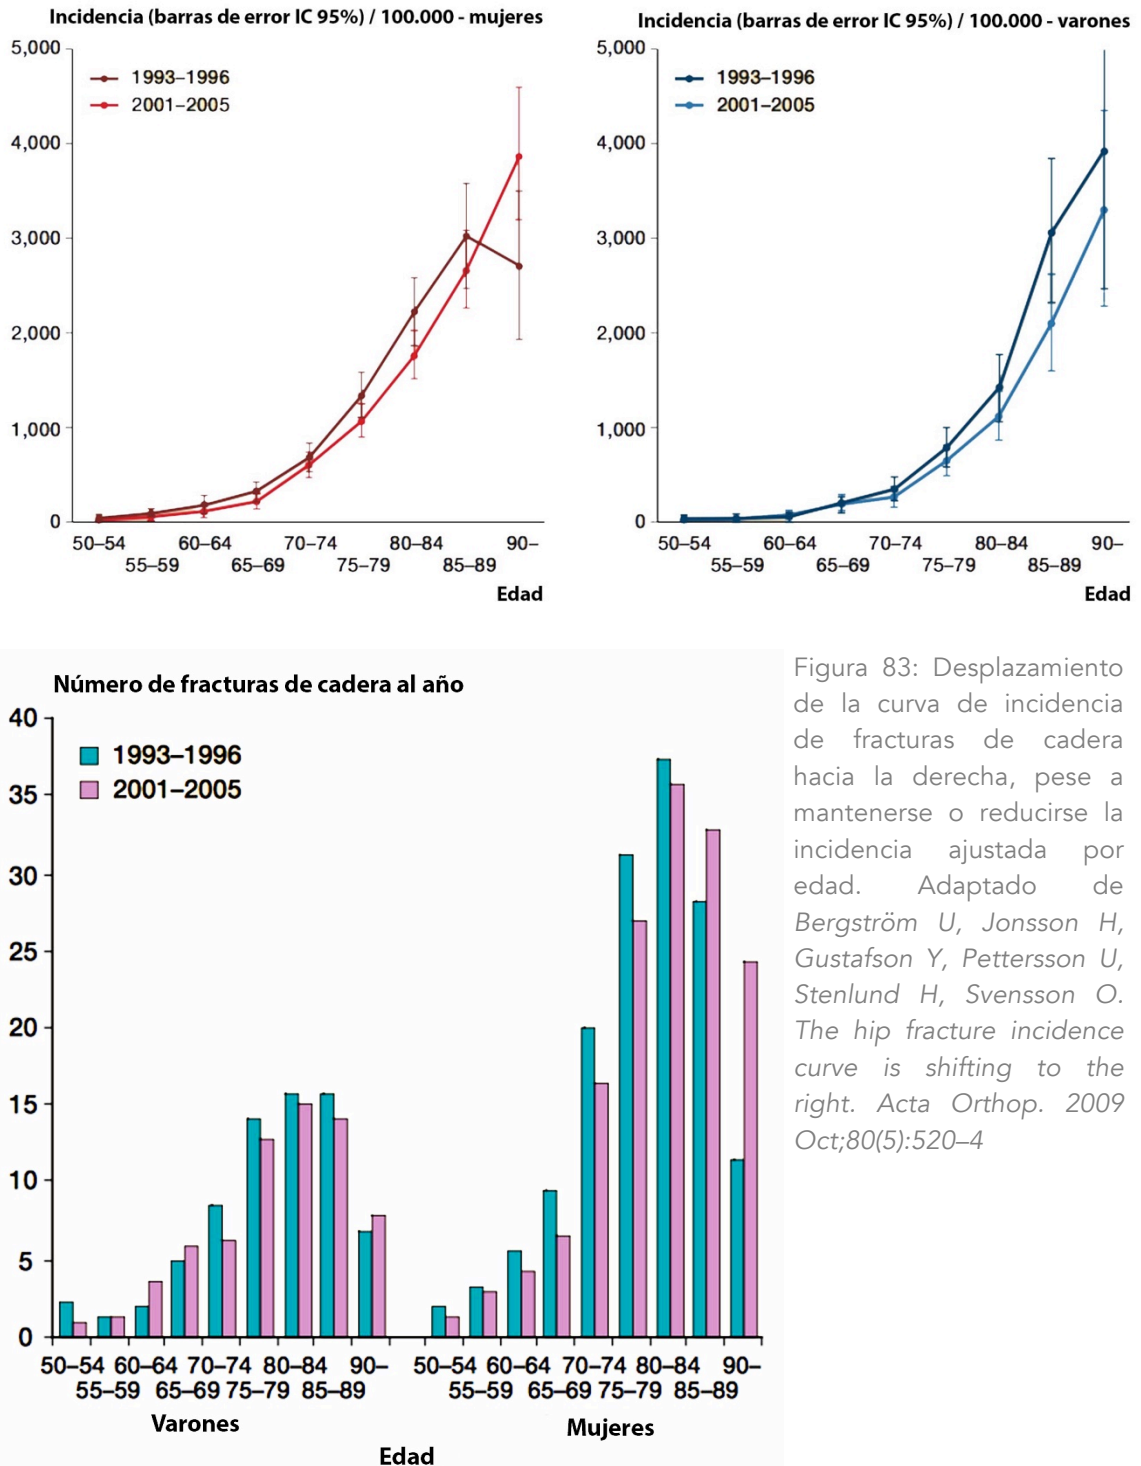 Incidencia (barras de error IC 95%) / 100.000 - mujeres
5,000
4,000
3,000
2,000
1,000
0
1993–1996
2001–2005
50–54 60–64 70–74 80–84 90–
55–59 65–69 75–79 85–89
Edad
Incidencia (barras de error IC 95%) / 100.000 - varones
5,000
4,000
3,000
2,000
1,000
0
1993–1996
2001–2005
50–54 60–64 70–74 80–84 90–
55–59 65–69 75–79 85–89
Edad
Número de fracturas de cadera al año
40
35
30
25
20
15
10
5
0
1993–1996
2001–2005
50–54 60–64 70–74 80–84 90– 50–54 60–64 70–74 80–84 90–
55–59 65–69 75–79 85–89 55–59 65–69 75–79 85–89
Varones Mujeres
Edad
Figura 83: Desplazamiento
de la curva de incidencia
de fracturas de cadera
hacia la derecha, pese a
mantenerse o reducirse la
incidencia ajustada por
edad. Adaptado de
Bergström U, Jonsson H,
Gustafson Y, Pettersson U,
Stenlund H, Svensson O.
The hip fracture incidence
curve is shifting to the
right. Acta Orthop. 2009
Oct;80(5):520–4